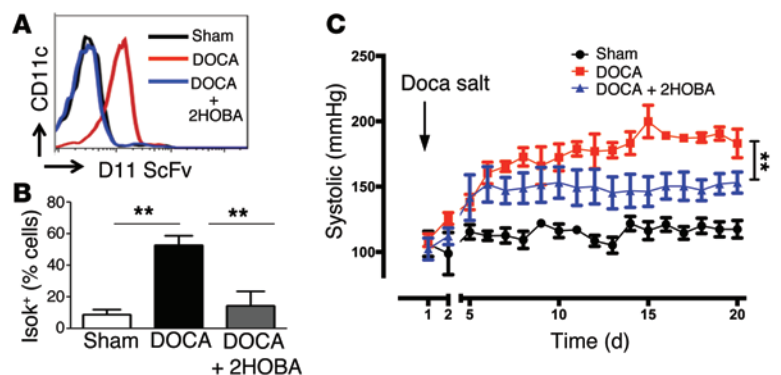 A
CD11c
Sham
DOCA
DOCA
+
2HOBA
D11 ScFv
B
Isok⁺ (% cells)
80
60
40
20
0
**
**
Sham
DOCA
DOCA
+ 2HOBA
C
Systolic (mmHg)
250
200
150
100
Doca salt
Sham
DOCA
DOCA + 2HOBA
**
1 2 5 10 15 20
Time (d)